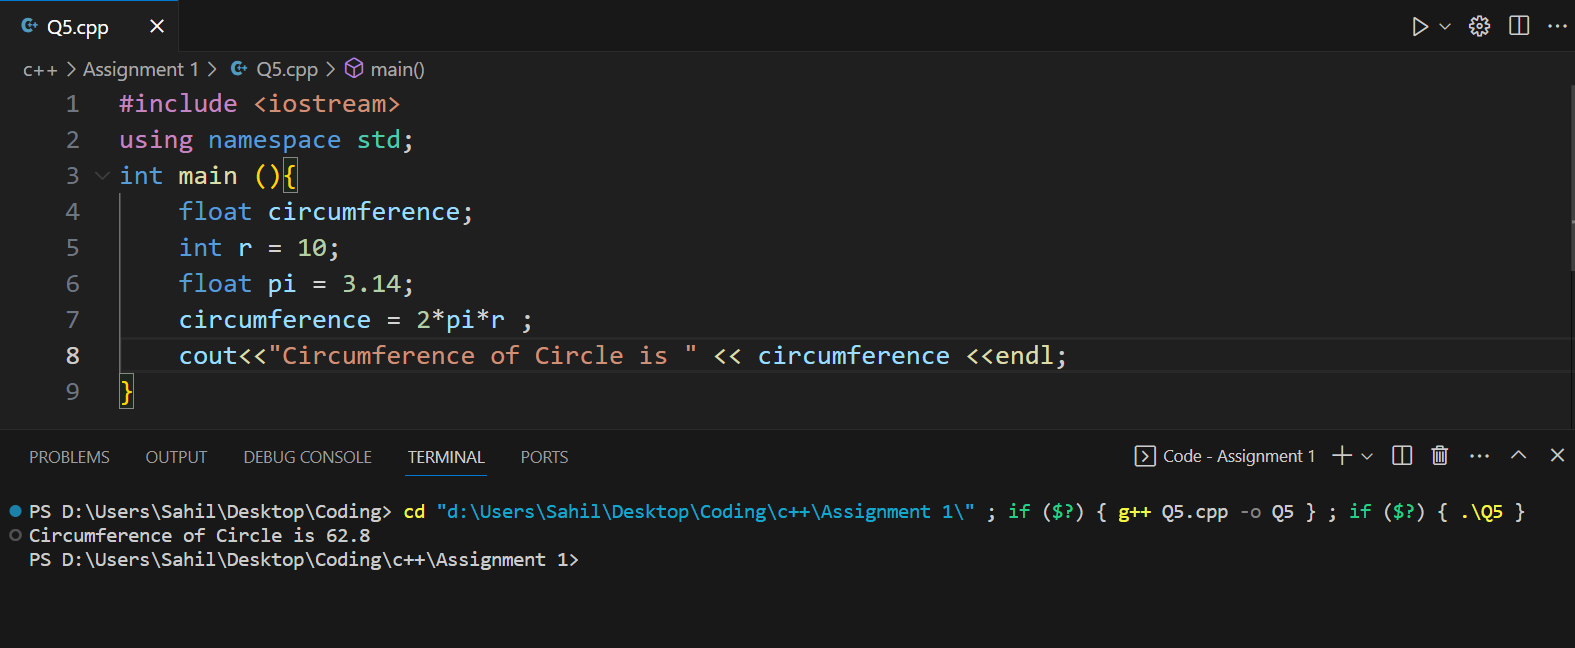 Q5.cpp
c++ > Assignment 1 > Q5.cpp > main()
1 #include <iostream>
2 using namespace std;
3 int main (){
4     float circumference;
5     int r = 10;
6     float pi = 3.14;
7     circumference = 2*pi*r ;
8     cout<<"Circumference of Circle is " << circumference <<endl;
9 }
PROBLEMS OUTPUT DEBUG CONSOLE TERMINAL PORTS Code - Assignment 1
PS D:\Users\Sahil\Desktop\Coding> cd "d:\Users\Sahil\Desktop\Coding\c++\Assignment 1\" ; if ($?) { g++ Q5.cpp -o Q5 } ; if ($?) { .\Q5 }
Circumference of Circle is 62.8
PS D:\Users\Sahil\Desktop\Coding\c++\Assignment 1>